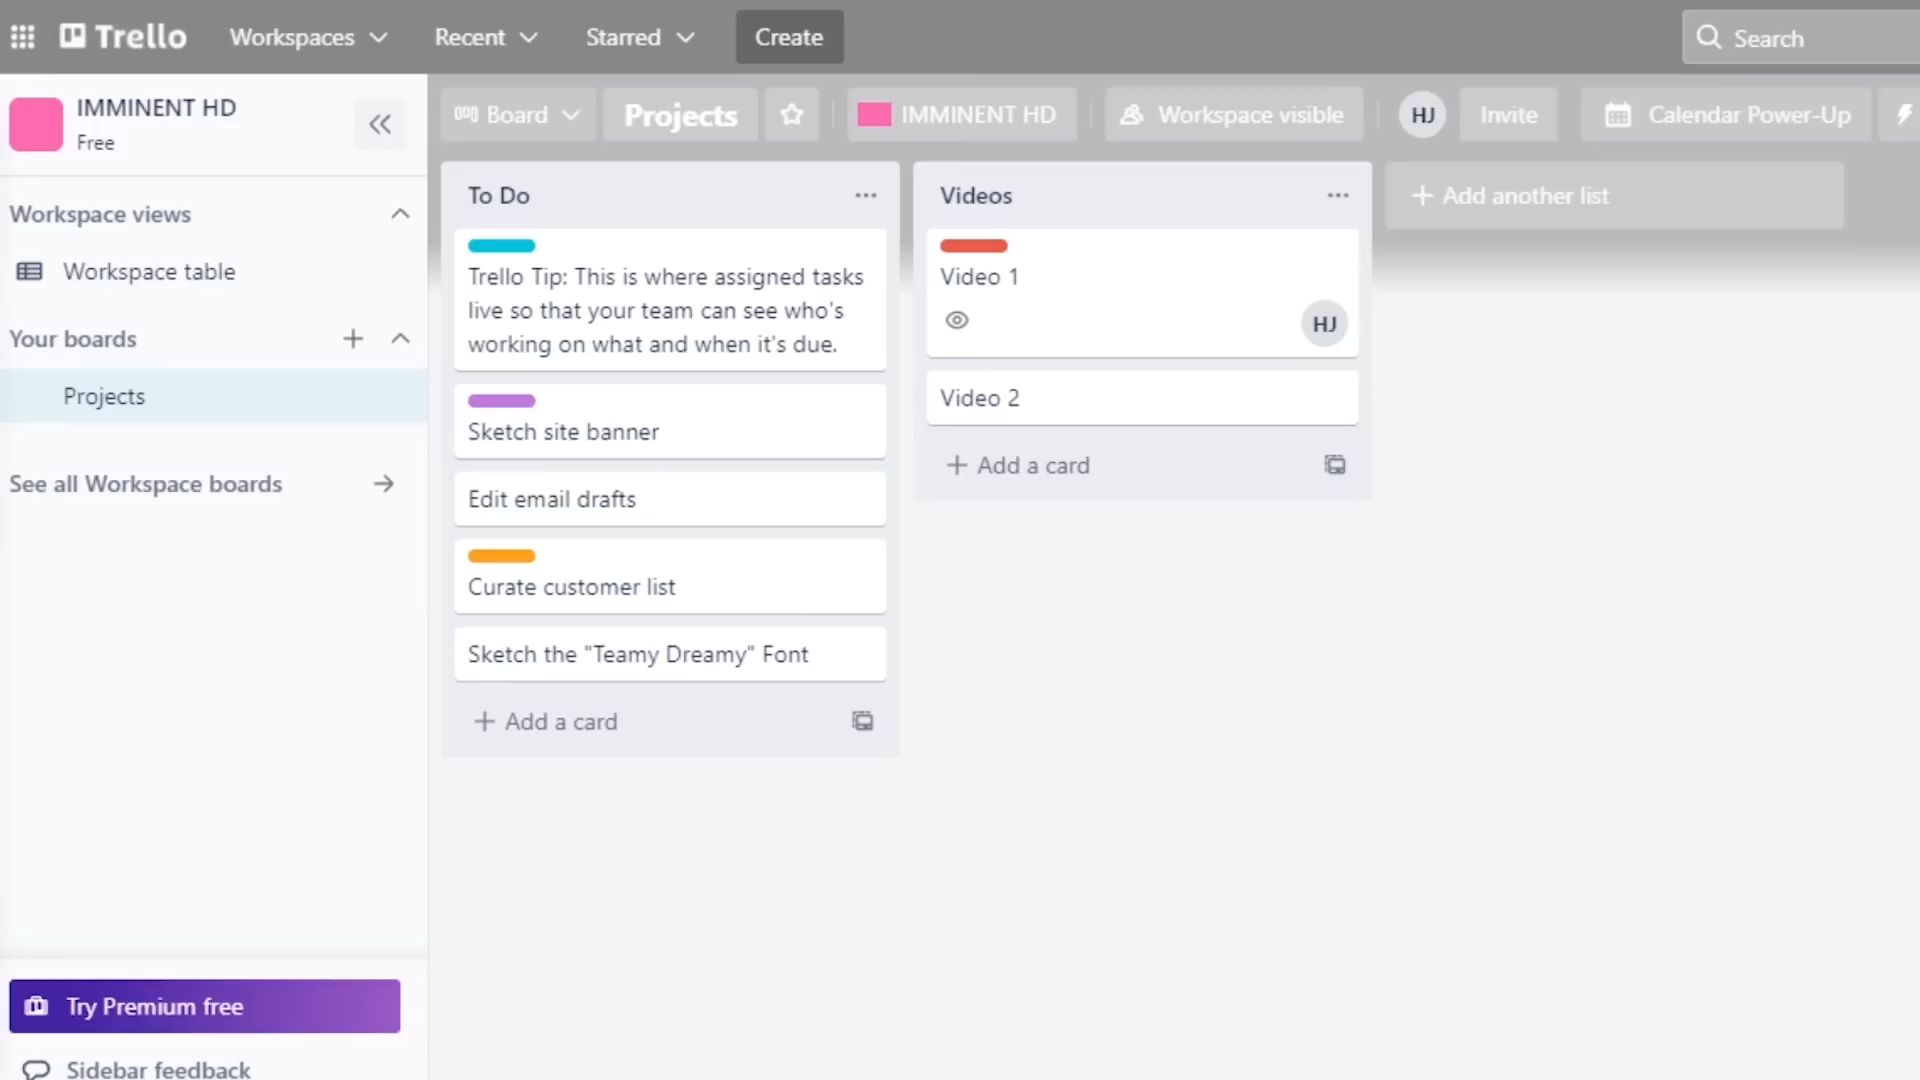 Trello
Workspaces
Recent
Starred
Create
Search
IMMINENT HD
Free
Board
Projects
IMMINENT HD
Workspace visible
HJ
Invite
Calendar Power-Up
Workspace views
Workspace table
Your boards
Projects
See all Workspace boards
To Do
Trello Tip: This is where assigned tasks
live so that your team can see who's
working on what and when it's due.
Sketch site banner
Edit email drafts
Curate customer list
Sketch the "Teamy Dreamy" Font
Add a card
Videos
Video 1
HJ
Video 2
Add a card
Add another list
Try Premium free
Sidebar feedback